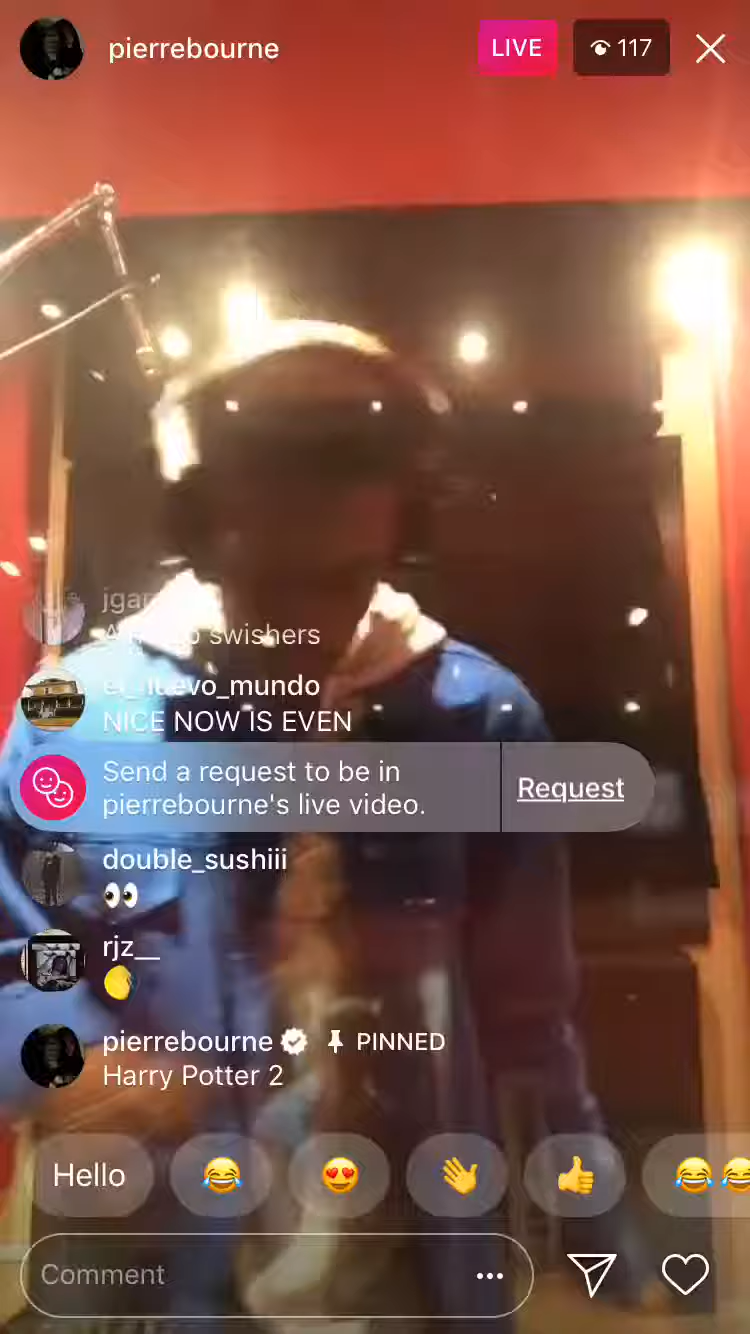 pierrebourne
LIVE
117
swishers
el_nuevo_mundo
NICE NOW IS EVEN
Send a request to be in
pierrebourne's live video.
Request
double_sushiii
👀
rjz__
pierrebourne PINNED
Harry Potter 2
Hello 😂 😍 👋 👍 😂😂
Comment